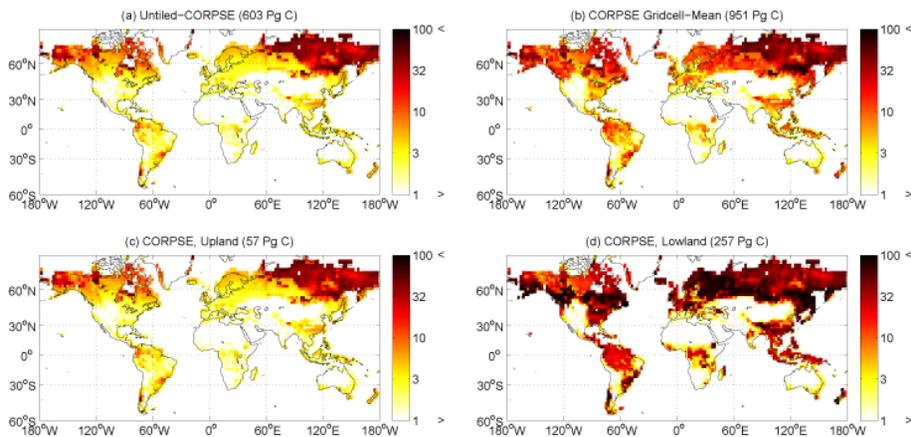 (a) Untiled-CORPSE (603 Pg C)
(b) CORPSE Gridcell-Mean (951 Pg C)
60°N
30°N
0°
30°S
60°S
180°W 120°W 60°W 0° 60°E 120°E 180°W
100 <
32
10
3
1 >
60°N
30°N
0°
30°S
60°S
180°W 120°W 60°W 0° 60°E 120°E 180°W
100 <
32
10
3
1 >
(c) CORPSE, Upland (57 Pg C)
(d) CORPSE, Lowland (257 Pg C)
60°N
30°N
0°
30°S
60°S
180°W 120°W 60°W 0° 60°E 120°E 180°W
100 <
32
10
3
1 >
60°N
30°N
0°
30°S
60°S
180°W 120°W 60°W 0° 60°E 120°E 180°W
100 <
32
10
3
1 >